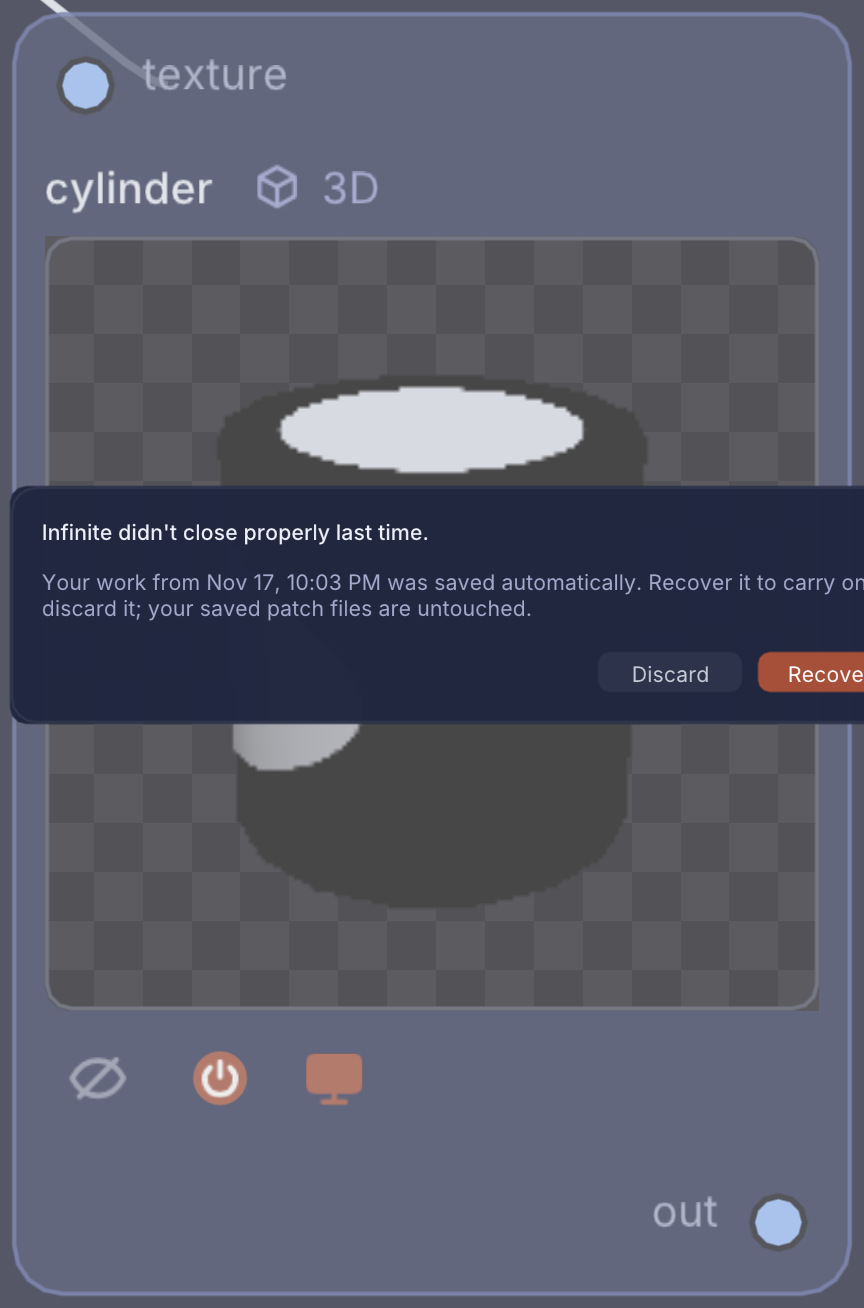 texture
cylinder 3D
Infinite didn't close properly last time.
Your work from Nov 17, 10:03 PM was saved automatically. Recover it to carry on
discard it; your saved patch files are untouched.
Discard Recove
out